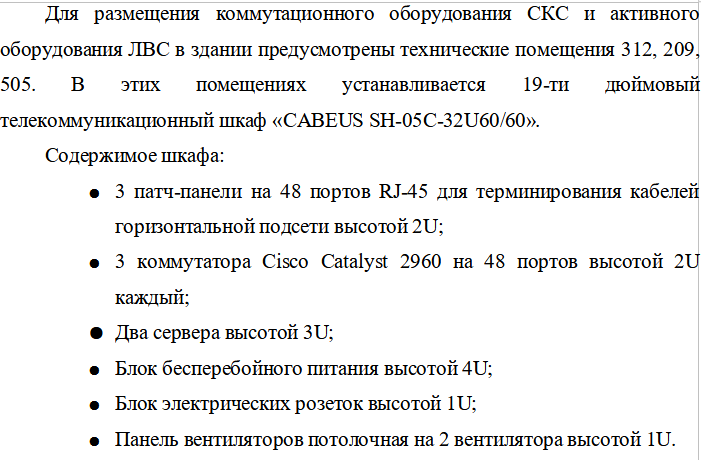 Для размещения коммутационного оборудования СКС и активного
оборудования ЛВС в здании предусмотрены технические помещения 312, 209,
505. В этих помещениях устанавливается 19-ти дюймовый
телекоммуникационный шкаф «CABEUS SH-05C-32U60/60».
Содержимое шкафа:
● 3 патч-панели на 48 портов RJ-45 для терминирования кабелей
горизонтальной подсети высотой 2U;
● 3 коммутатора Cisco Catalyst 2960 на 48 портов высотой 2U
каждый;
● Два сервера высотой 3U;
● Блок бесперебойного питания высотой 4U;
● Блок электрических розеток высотой 1U;
● Панель вентиляторов потолочная на 2 вентилятора высотой 1U.